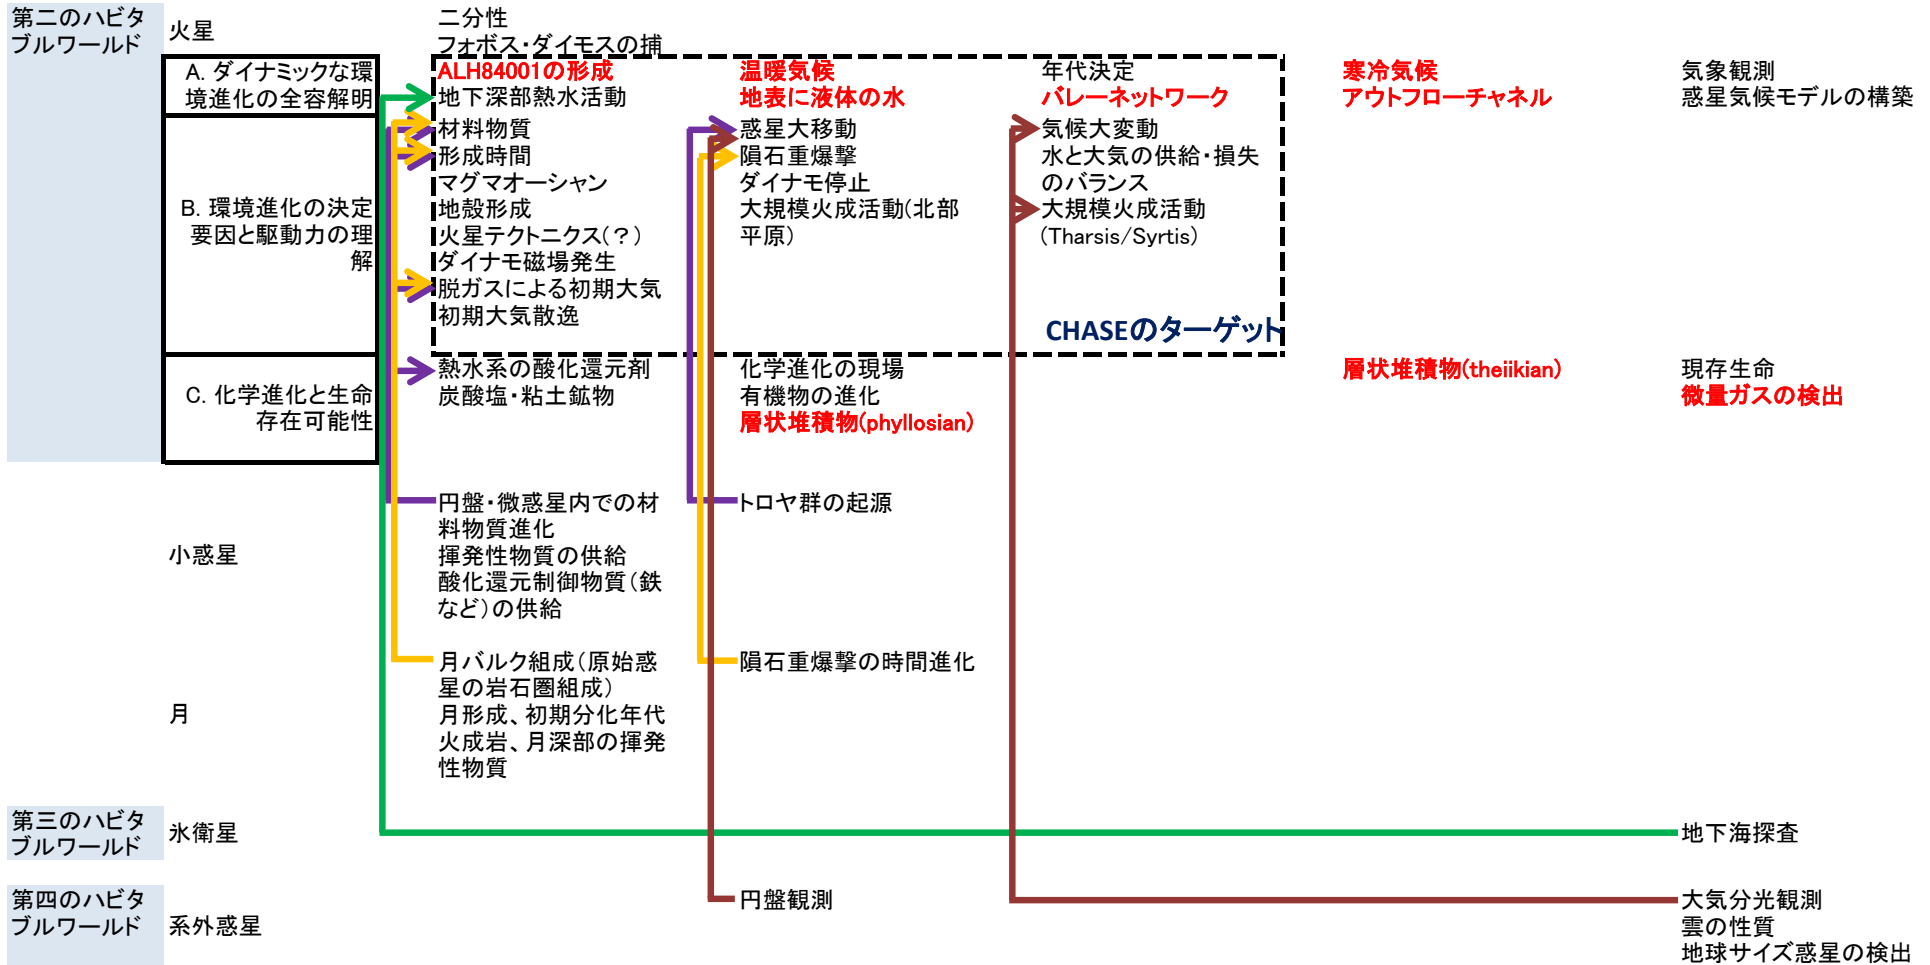 第二のハビタ
ブルワールド
火星
二分性
フォボス・ダイモスの捕
A. ダイナミックな環
境進化の全容解明
ALH84001の形成
地下深部熱水活動
温暖気候
地表に液体の水
年代決定
バレーネットワーク
寒冷気候
アウトフローチャネル
気象観測
惑星気候モデルの構築
B. 環境進化の決定
要因と駆動力の理
解
材料物質
形成時間
マグマオーシャン
地殻形成
火星テクトニクス(？)
ダイナモ磁場発生
脱ガスによる初期大気
初期大気散逸
惑星大移動
隕石重爆撃
ダイナモ停止
大規模火成活動(北部
平原)
気候大変動
水と大気の供給・損失
のバランス
大規模火成活動
(Tharsis/Syrtis)
CHASEのターゲット
C. 化学進化と生命
存在可能性
熱水系の酸化還元剤
炭酸塩・粘土鉱物
化学進化の現場
有機物の進化
層状堆積物(phyllosian)
層状堆積物(theiikian)
現存生命
微量ガスの検出
小惑星
円盤・微惑星内での材
料物質進化
揮発性物質の供給
酸化還元制御物質（鉄
など）の供給
トロヤ群の起源
月
月バルク組成（原始惑
星の岩石圏組成）
月形成、初期分化年代
火成岩、月深部の揮発
性物質
隕石重爆撃の時間進化
第三のハビタ
ブルワールド
氷衛星
地下海探査
第四のハビタ
ブルワールド
系外惑星
円盤観測
大気分光観測
雲の性質
地球サイズ惑星の検出